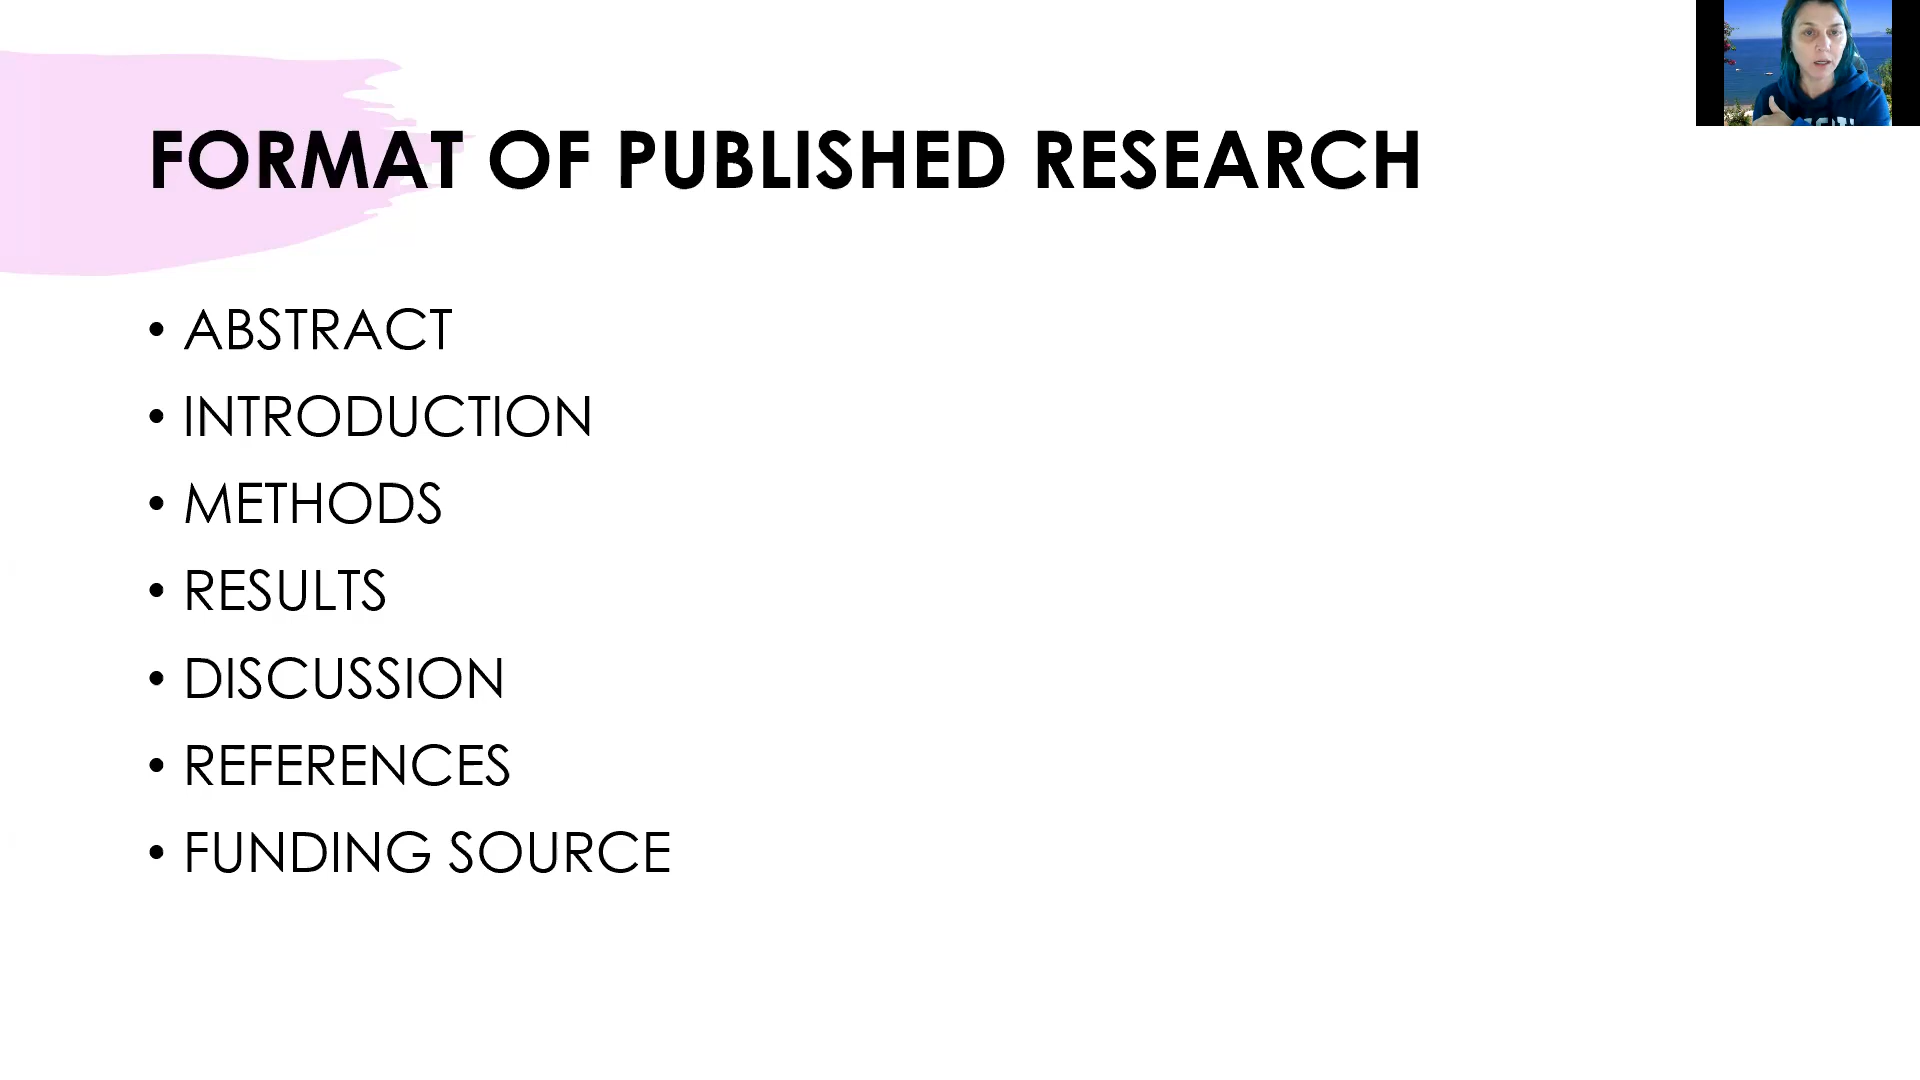 FORMAT OF PUBLISHED RESEARCH
• ABSTRACT
• INTRODUCTION
• METHODS
• RESULTS
• DISCUSSION
• REFERENCES
• FUNDING SOURCE